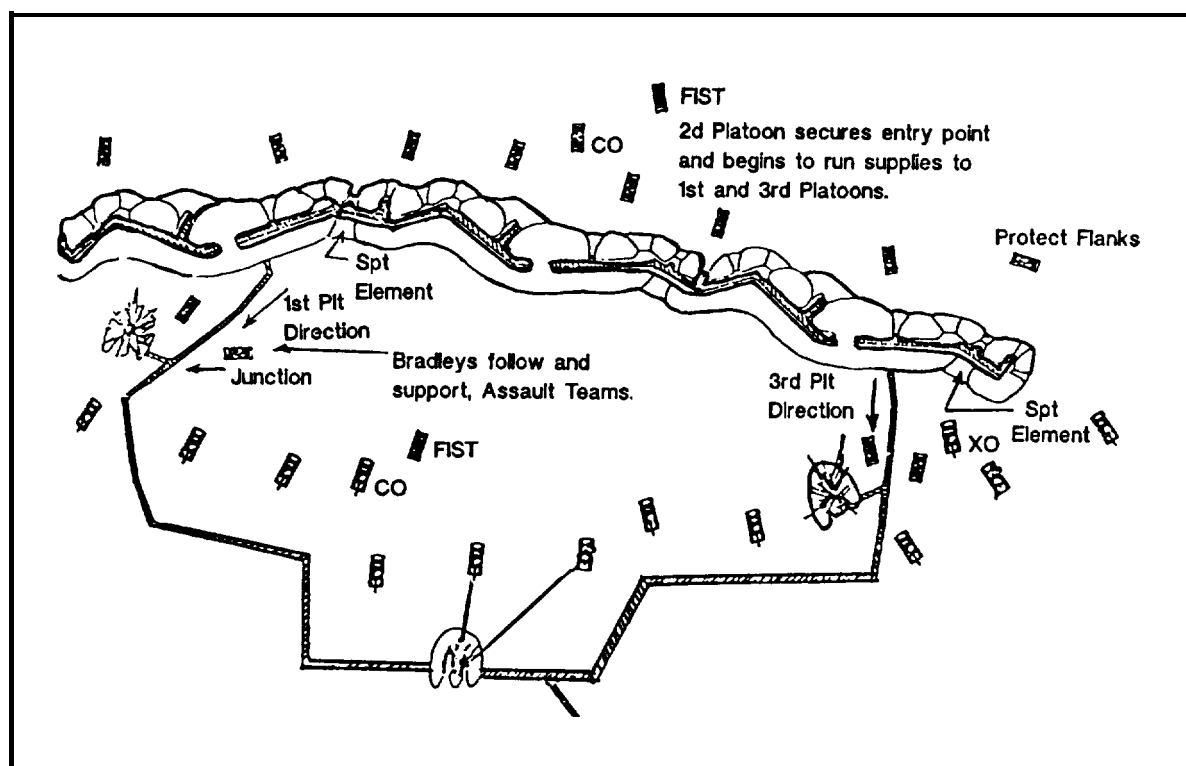 FIST
CO
2d Platoon secures entry point
and begins to run supplies to
1st and 3rd Platoons.
Protect Flanks
Spt
Element
1st Plt
Direction
Junction
Bradleys follow and
support, Assault Teams.
3rd Plt
Direction
Spt
Element
XO
FIST
CO